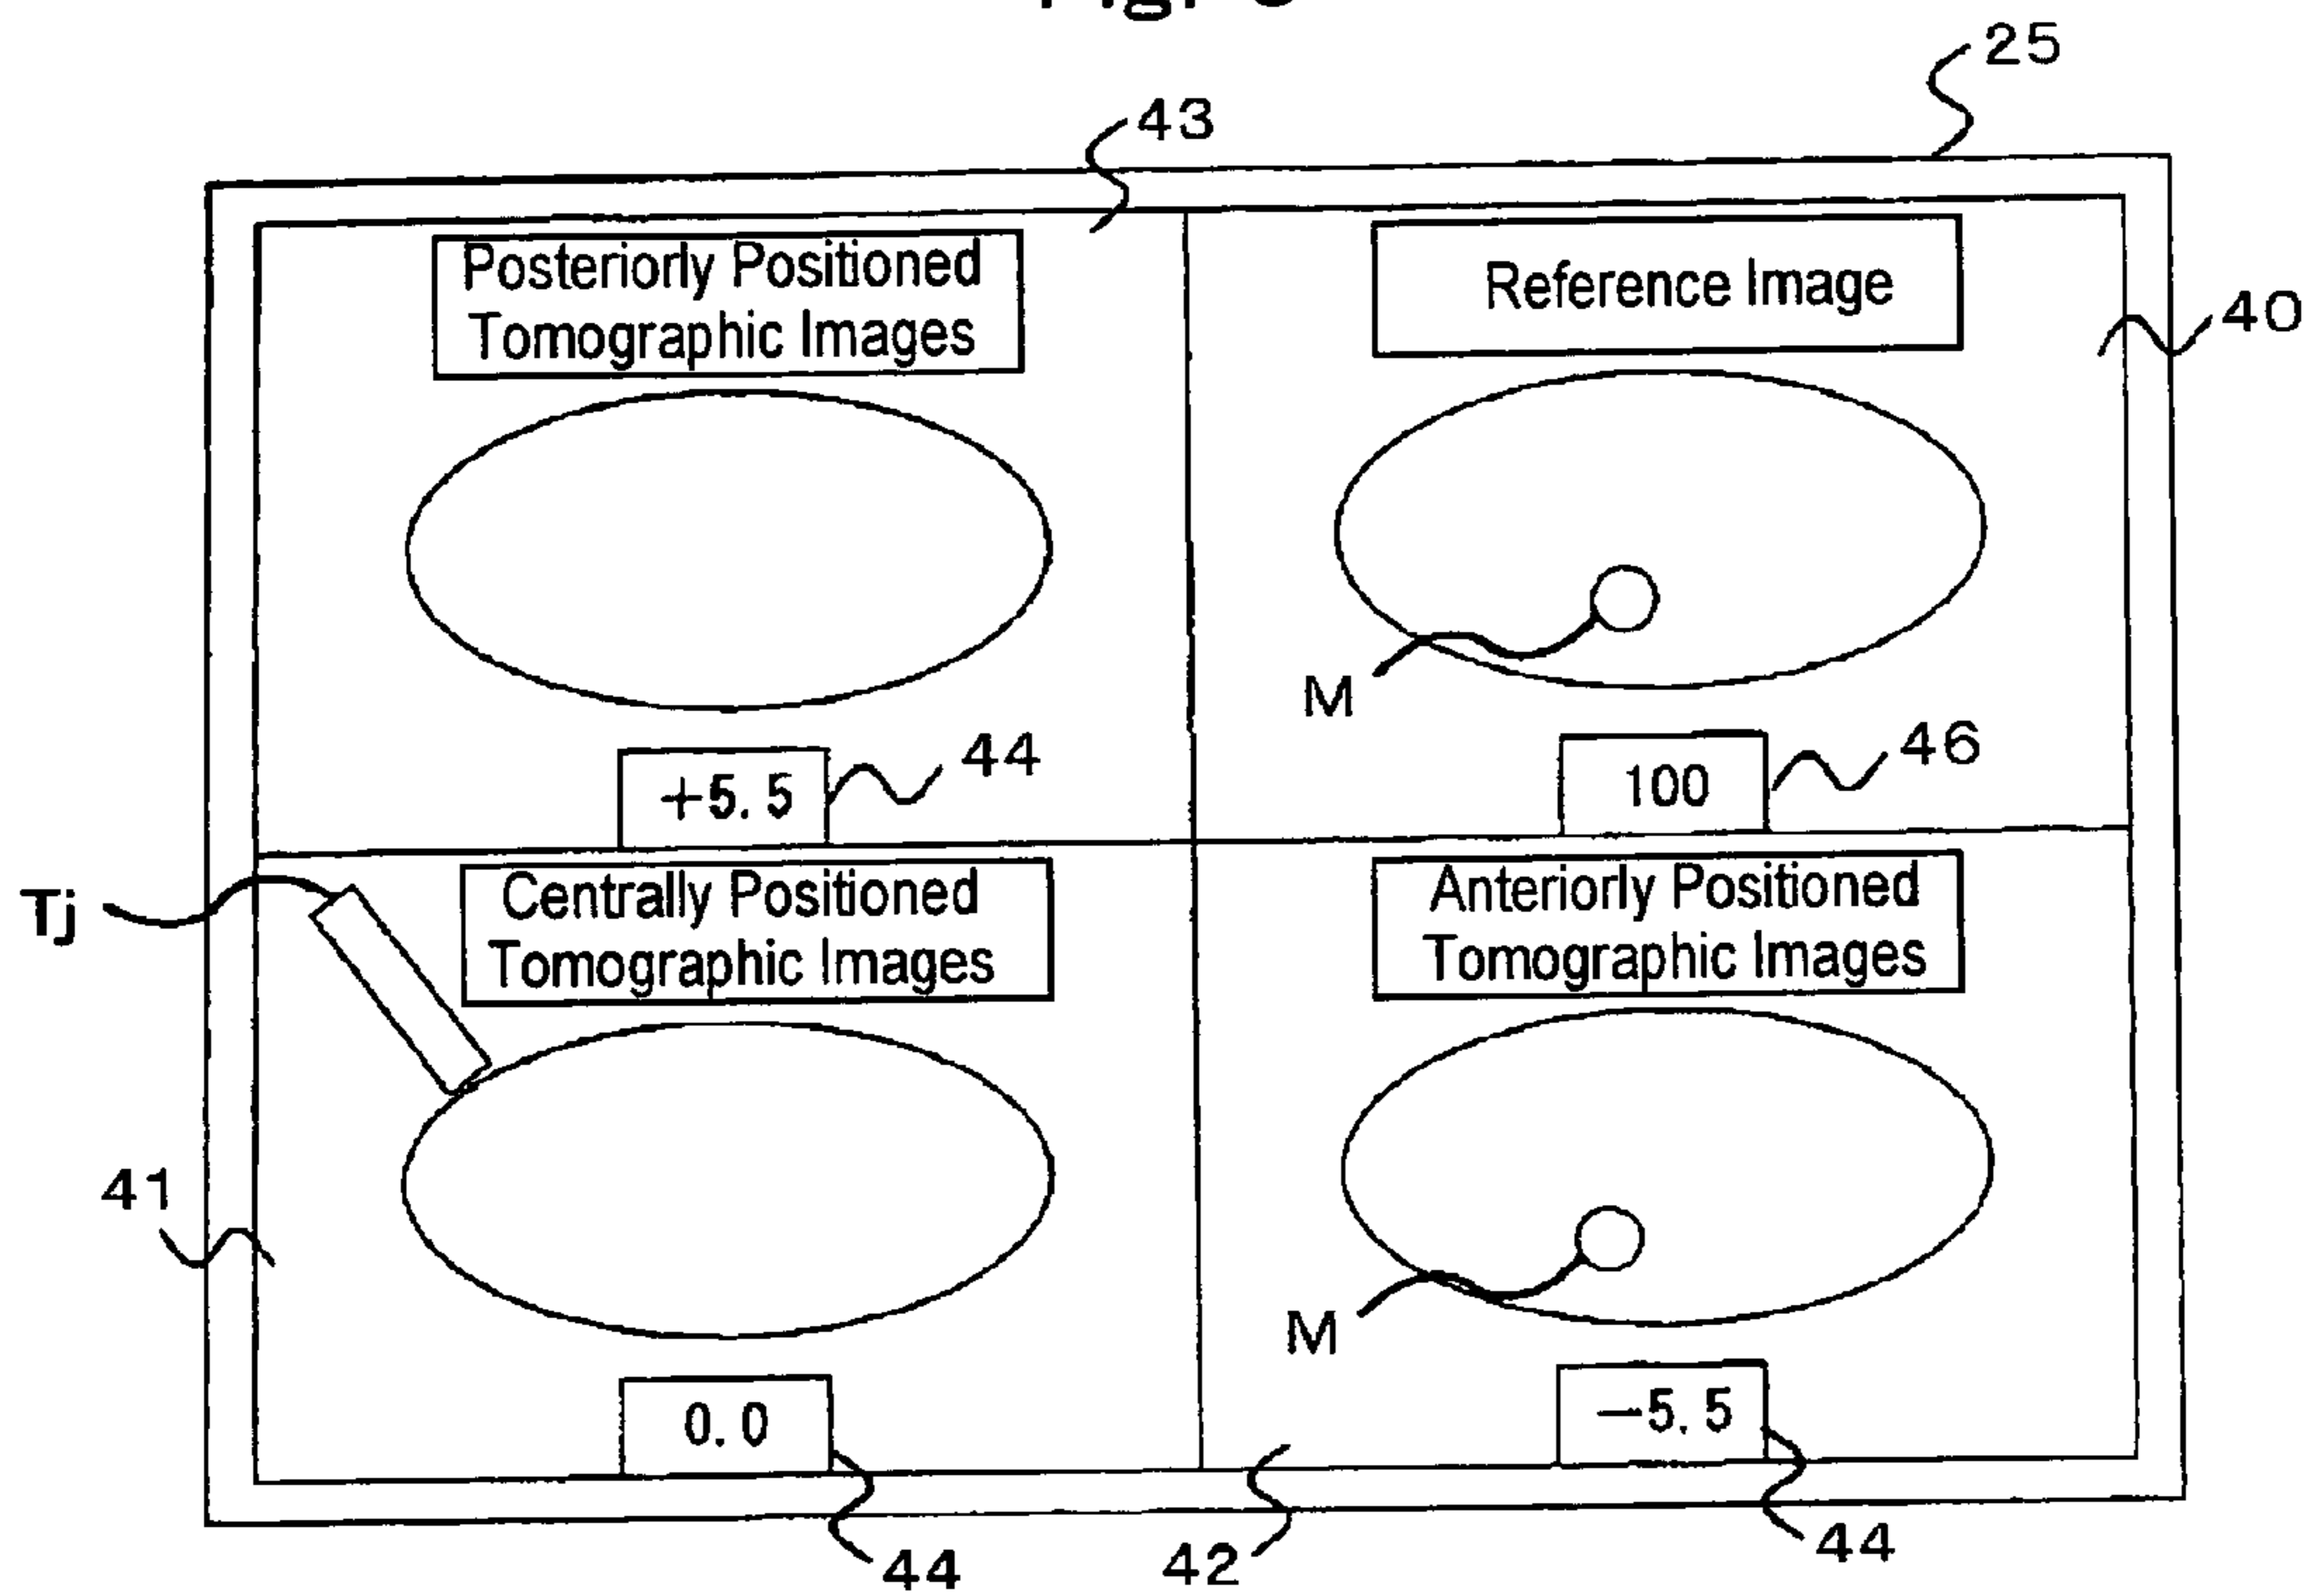 25
43
Posteriorly Positioned
Tomographic Images
Reference Image
40
M
44
46
+5.5
100
Tj
Centrally Positioned
Tomographic Images
Anteriorly Positioned
Tomographic Images
41
M
0.0
-5.5
44
42
44